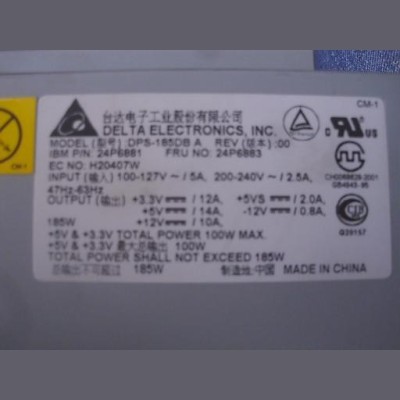 CM-1
台达电子工业股份有限公司
DELTA ELECTRONICS, INC.
MODEL (型号): DPS-185DB A REV (版本): 00
IBM P/N: 24P6881 FRU NO: 24P6883
EC NO: H20407W
INPUT (输入) 100-127V~/ 5A, 200-240V~/ 2.5A,
47Hz-63Hz
OUTPUT (输出) +3.3V⎓/ 12A, +5VSB⎓/ 2.0A,
+5V⎓/ 14A, -12V⎓/0.8A,
185W +12V⎓/ 10A,
+5V & +3.3V TOTAL POWER 100W MAX.
+5V & +3.3V 最大总输出 100W
TOTAL POWER SHALL NOT EXCEED 185W
总输出不可超过 185W 制造地:中国 MADE IN CHINA
GB4943-95